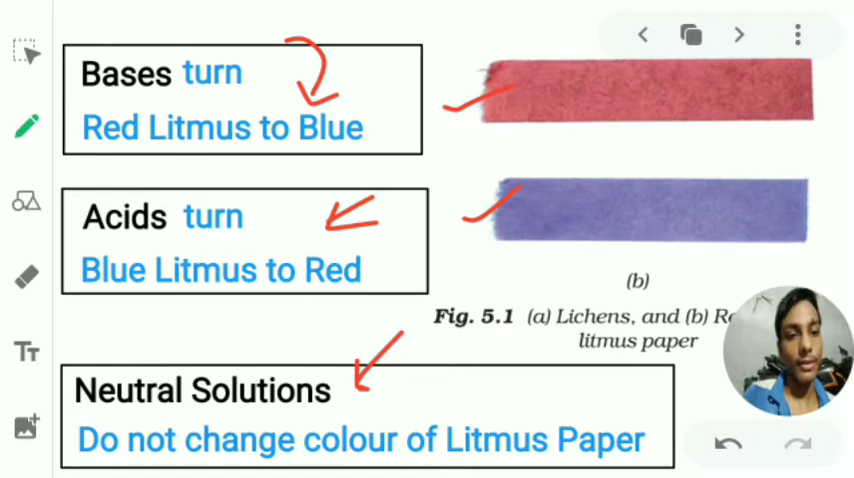 Bases turn
Red Litmus to Blue
Acids turn
Blue Litmus to Red
(b)
Fig. 5.1 (a) Lichens, and (b)
litmus paper
Neutral Solutions
Do not change colour of Litmus Paper
TT